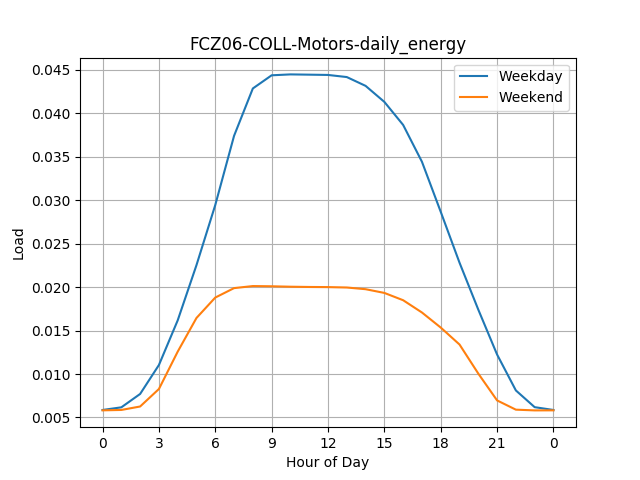 FCZ06-COLL-Motors-daily_energy
Weekday
Weekend
Load
0.045
0.040
0.035
0.030
0.025
0.020
0.015
0.010
0.005
0 3 6 9 12 15 18 21 0
Hour of Day